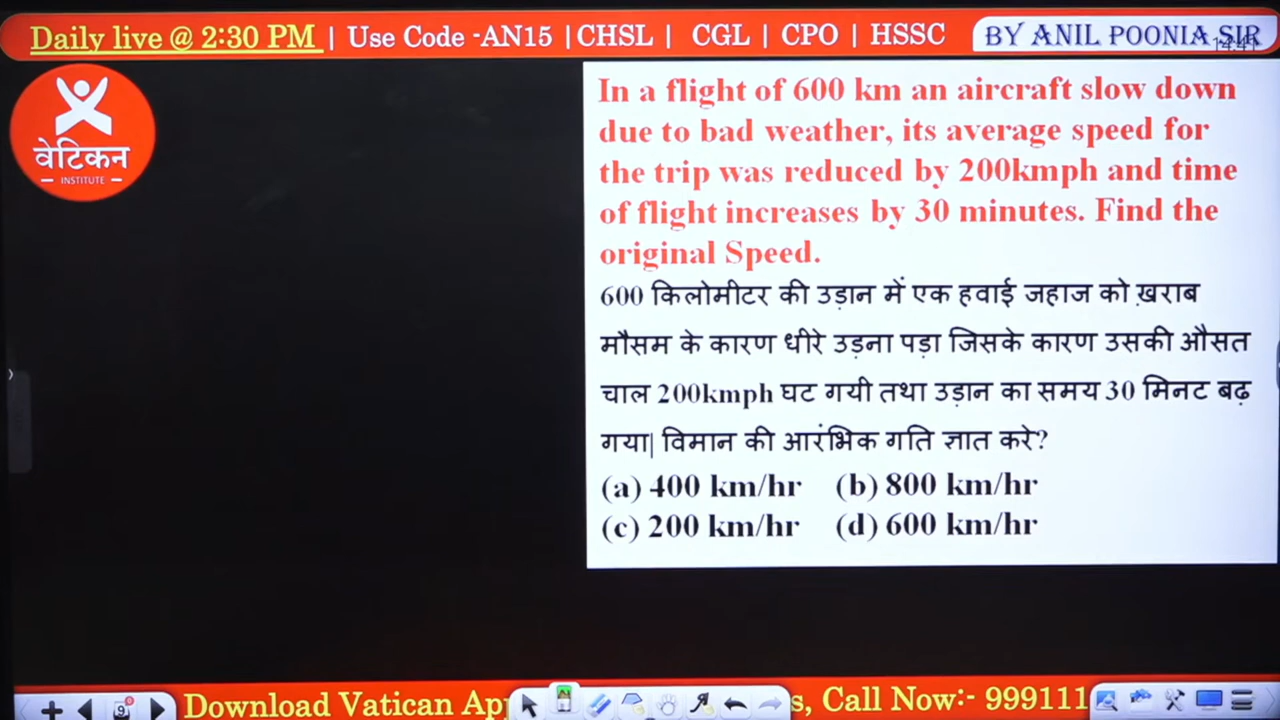 Daily live @ 2:30 PM | Use Code -AN15 |CHSL | CGL | CPO | HSSC
BY ANIL POONIA SIR
14:41
वेटिकन
INSTITUTE
In a flight of 600 km an aircraft slow down
due to bad weather, its average speed for
the trip was reduced by 200kmph and time
of flight increases by 30 minutes. Find the
original Speed.
600 किलोमीटर की उड़ान में एक हवाई जहाज को ख़राब
मौसम के कारण धीरे उड़ना पड़ा जिसके कारण उसकी औसत
चाल 200kmph घट गयी तथा उड़ान का समय 30 मिनट बढ़
गया| विमान की आरंभिक गति ज्ञात करे?
(a) 400 km/hr (b) 800 km/hr
(c) 200 km/hr (d) 600 km/hr
Download Vatican Ap s, Call Now:- 999111